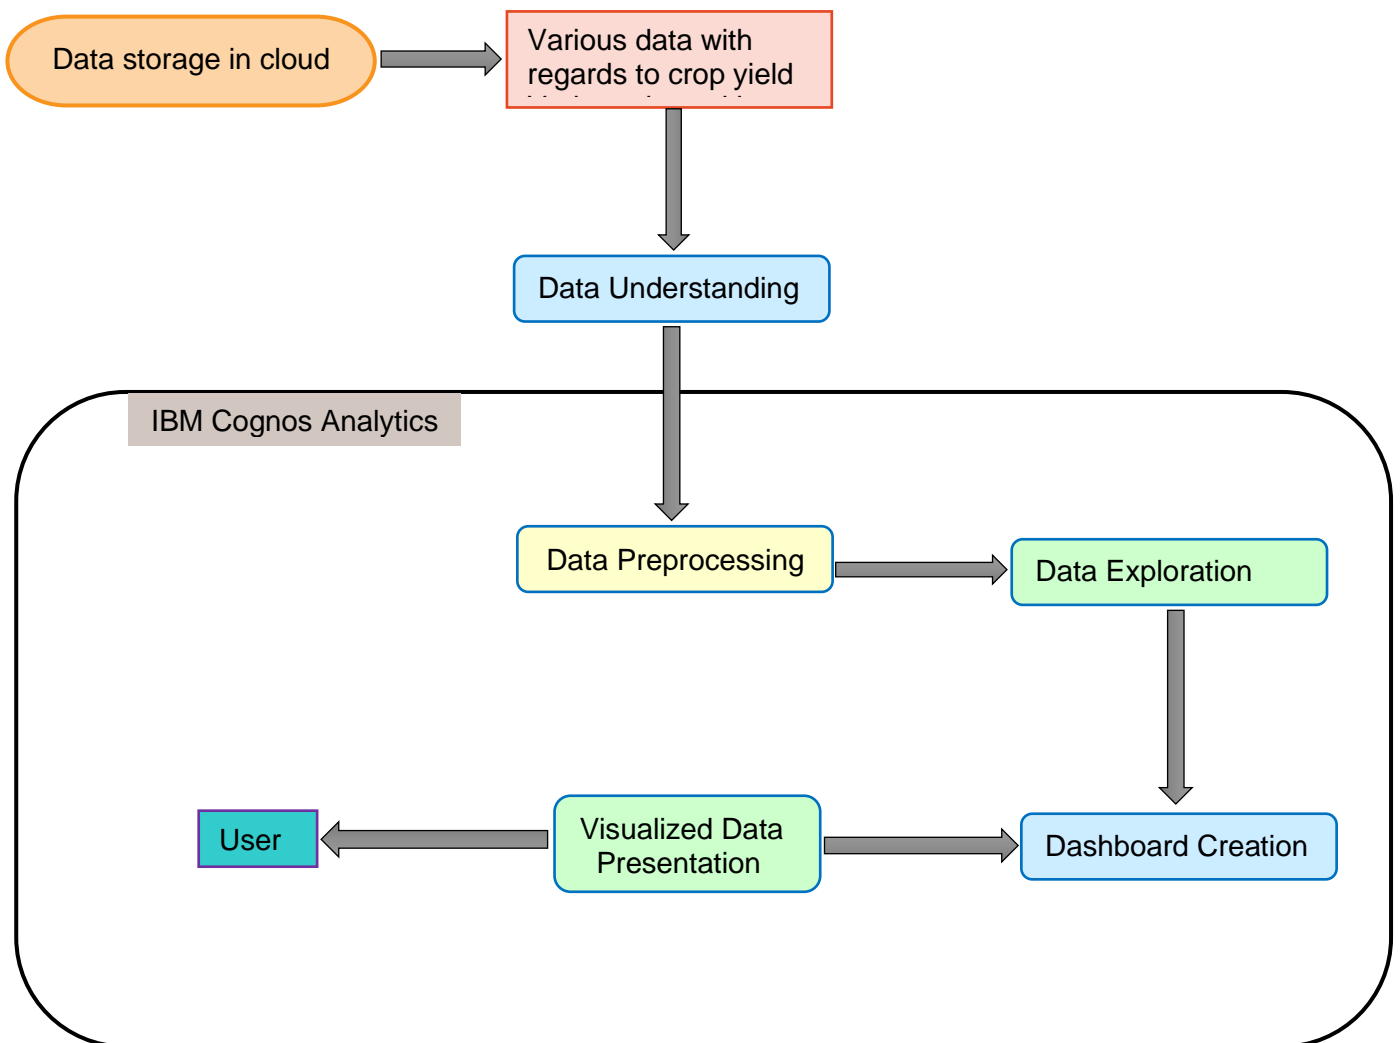 Data storage in cloud
Various data with
regards to crop yield
Data Understanding
IBM Cognos Analytics
Data Preprocessing
Data Exploration
User
Visualized Data
Presentation
Dashboard Creation